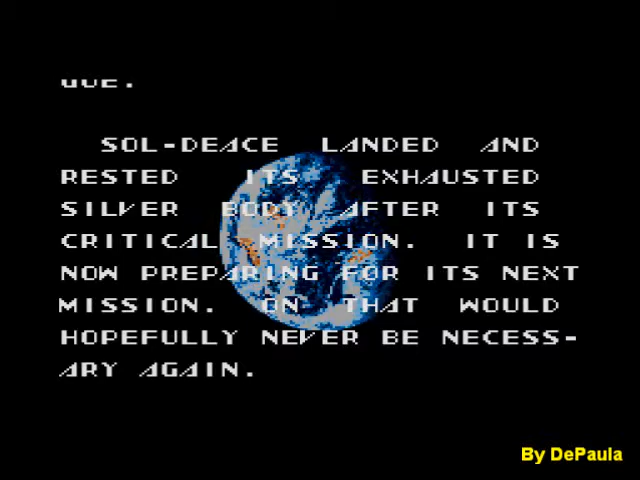 SOL-DEACE LANDED AND
RESTED ITS EXHAUSTED
SILVER BODY AFTER ITS
CRITICAL MISSION. IT IS
NOW PREPARING FOR ITS NEXT
MISSION. ON THAT WOULD
HOPEFULLY NEVER BE NECESS-
ARY AGAIN.
By DePaula